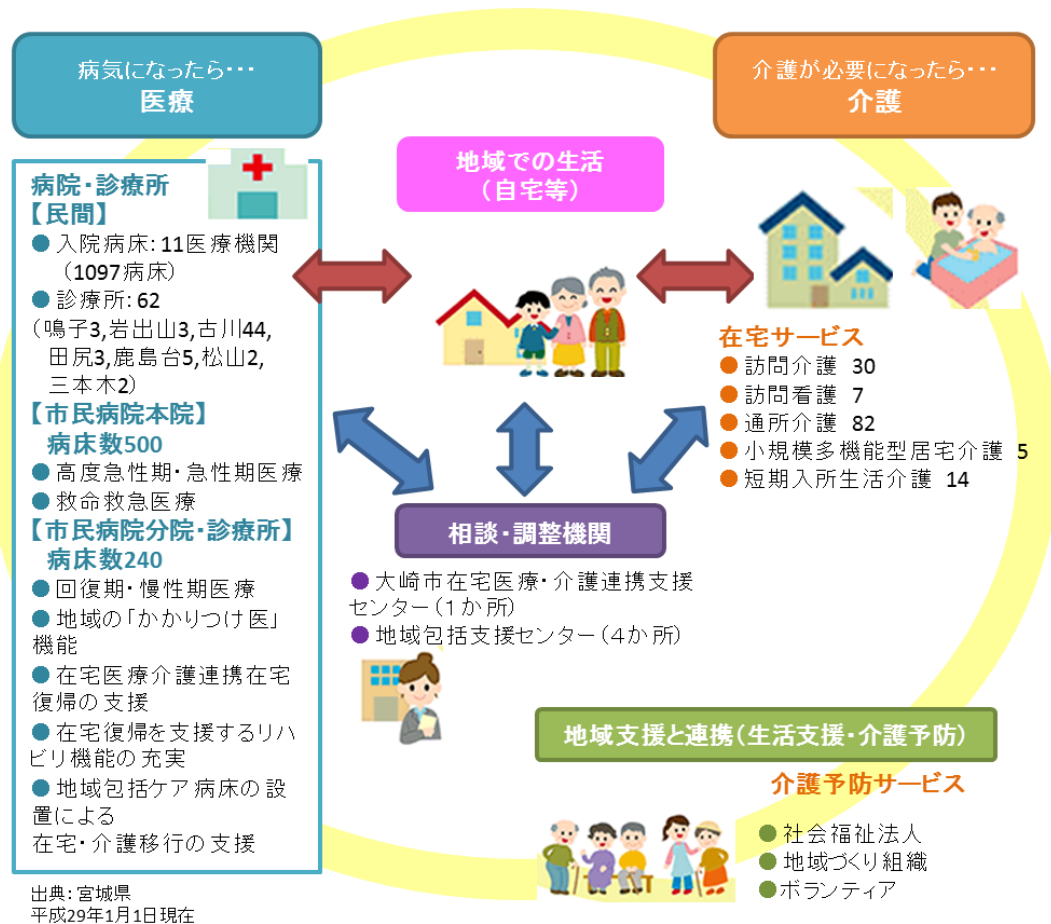 病気になったら・・・
医療
介護が必要になったら・・・
介護
地域での生活
（自宅等）
病院・診療所
【民間】
●入院病床：11医療機関
（1097病床）
●診療所：62
（鳴子3,岩出山3,古川44,
田尻3,鹿島台5,松山2,
三本木2）
【市民病院本院】
病床数500
●高度急性期・急性期医療
●救命救急医療
【市民病院分院・診療所】
病床数240
●回復期・慢性期医療
●地域の「かかりつけ医」
機能
●在宅医療介護連携在宅
復帰の支援
●在宅復帰を支援するリハ
ビリ機能の充実
●地域包括ケア病床の設
置による
在宅・介護移行の支援
出典：宮城県
平成29年1月1日現在
在宅サービス
●訪問介護 30
●訪問看護 7
●通所介護 82
●小規模多機能型居宅介護 5
●短期入所生活介護 14
相談・調整機関
●大崎市在宅医療・介護連携支援
センター（１か所）
●地域包括支援センター（４か所）
地域支援と連携（生活支援・介護予防）
介護予防サービス
●社会福祉法人
●地域づくり組織
●ボランティア